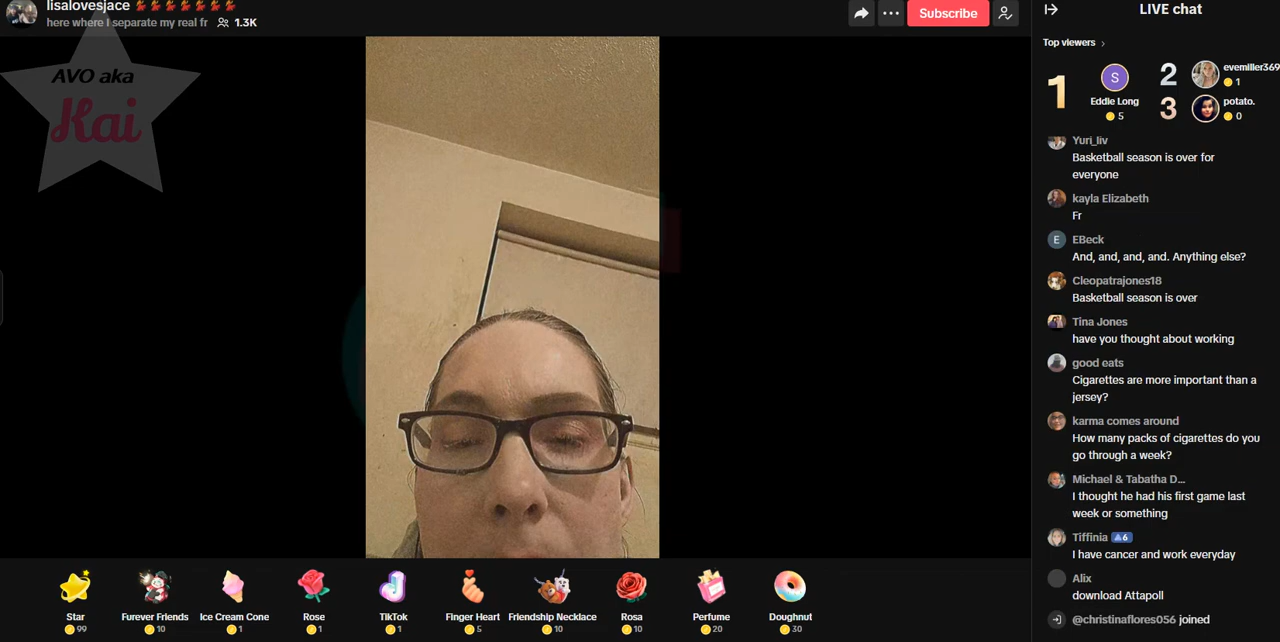 lisalovesjace
here where I separate my real fr 1.3K
Subscribe
AVO aka
Kai
LIVE chat
Top viewers
1
S
Eddie Long
5
2
evemiller369
1
3
potato.
0
Yuri_liv
Basketball season is over for
everyone
kayla Elizabeth
Fr
E
EBeck
And, and, and, and. Anything else?
Cleopatrajones18
Basketball season is over
Tina Jones
have you thought about working
good eats
Cigarettes are more important than a
jersey?
karma comes around
How many packs of cigarettes do you
go through a week?
Michael & Tabatha D...
I thought he had his first game last
week or something
Tiffinia 6
I have cancer and work everyday
Alix
download Attapoll
@christinaflores056 joined
Star
99
Furever Friends
10
Ice Cream Cone
1
Rose
1
TikTok
1
Finger Heart
5
Friendship Necklace
10
Rosa
10
Perfume
20
Doughnut
30